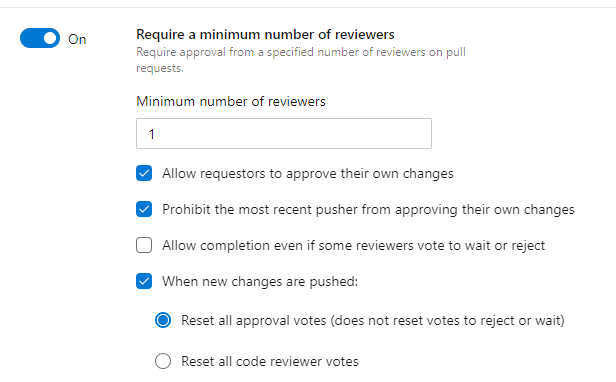 On
Require a minimum number of reviewers
Require approval from a specified number of reviewers on pull
requests.
Minimum number of reviewers
1
Allow requestors to approve their own changes
Prohibit the most recent pusher from approving their own changes
Allow completion even if some reviewers vote to wait or reject
When new changes are pushed:
Reset all approval votes (does not reset votes to reject or wait)
Reset all code reviewer votes